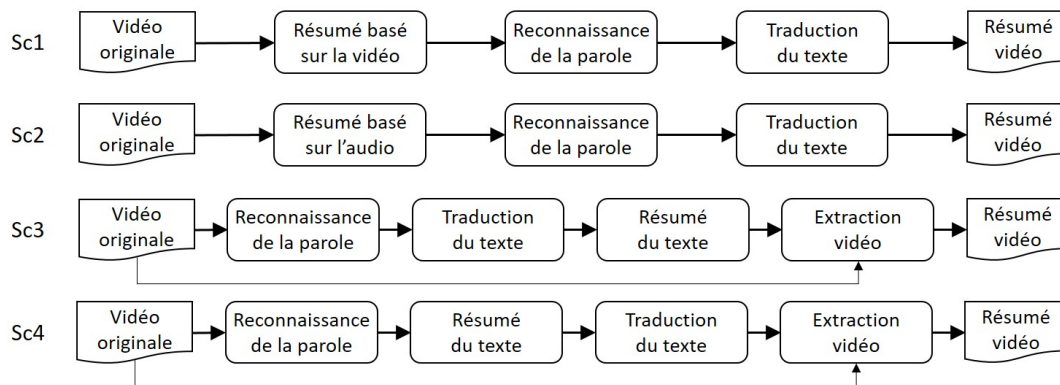 Sc1
Vidéo
originale
Résumé basé
sur la vidéo
Reconnaissance
de la parole
Traduction
du texte
Résumé
vidéo
Sc2
Vidéo
originale
Résumé basé
sur l’audio
Reconnaissance
de la parole
Traduction
du texte
Résumé
vidéo
Sc3
Vidéo
originale
Reconnaissance
de la parole
Traduction
du texte
Résumé
du texte
Extraction
vidéo
Résumé
vidéo
Sc4
Vidéo
originale
Reconnaissance
de la parole
Résumé
du texte
Traduction
du texte
Extraction
vidéo
Résumé
vidéo